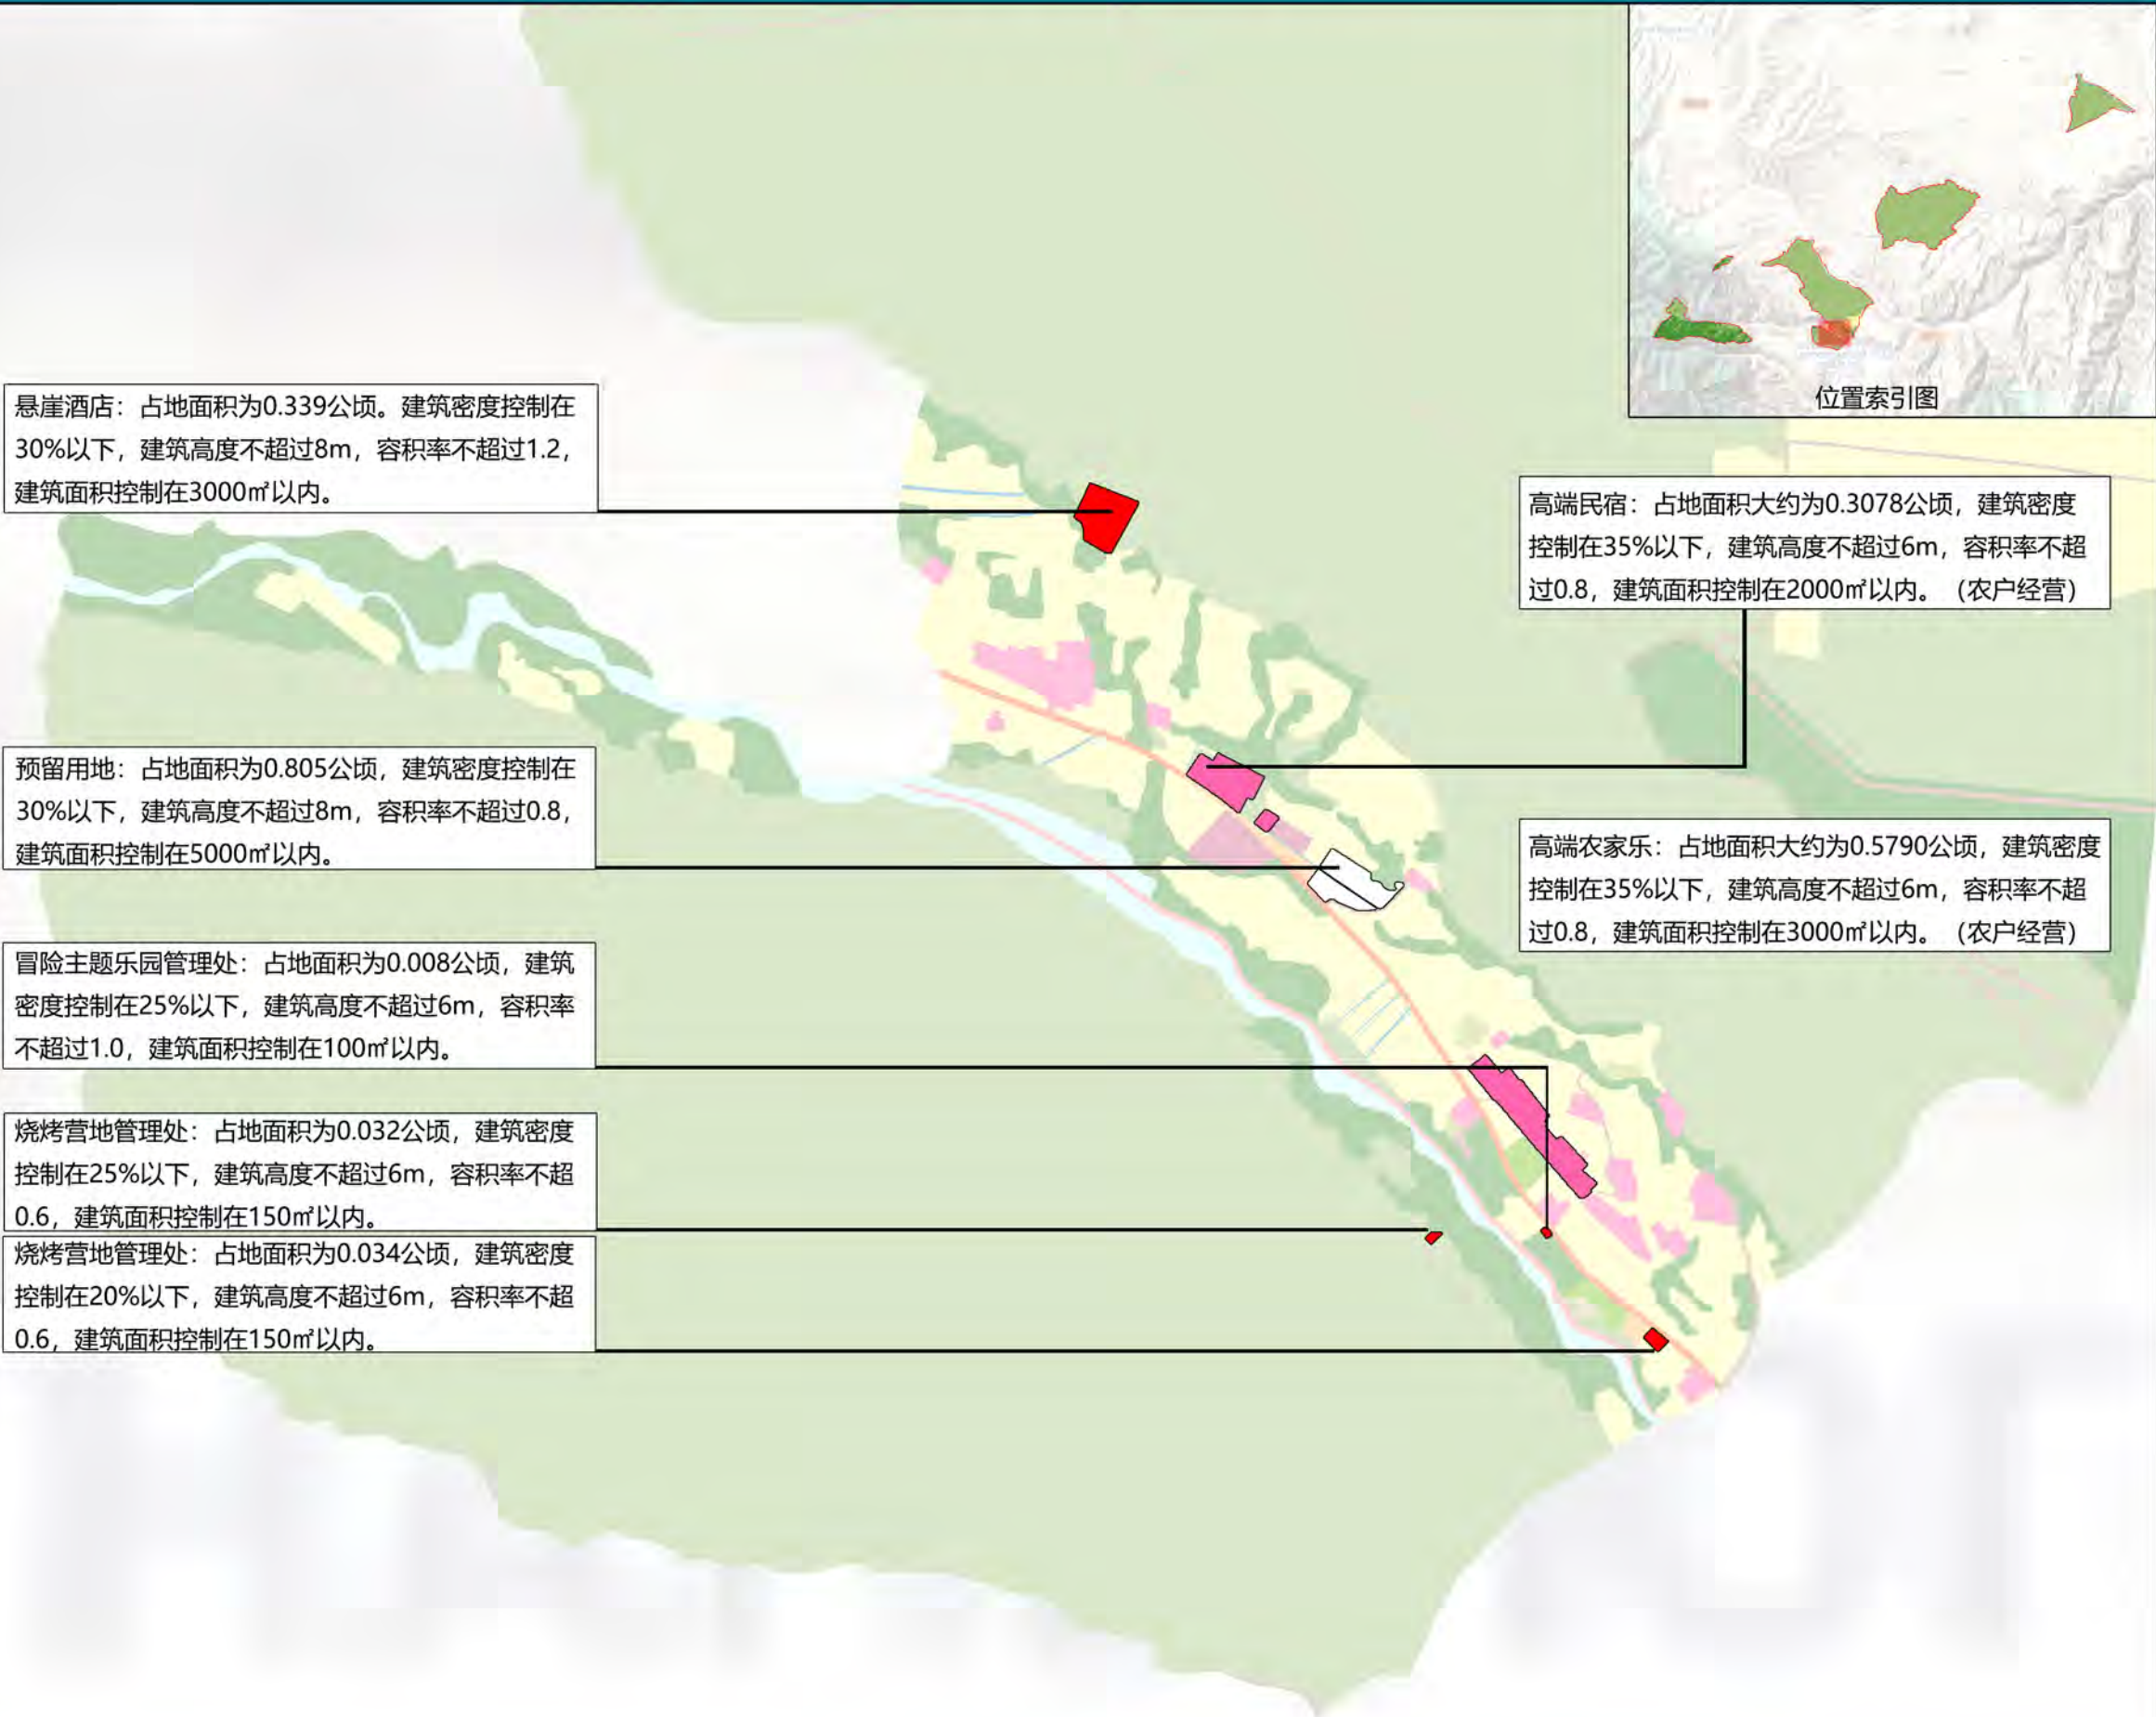 位置索引图
悬崖酒店：占地面积为0.339公顷。建筑密度控制在
30%以下，建筑高度不超过8m，容积率不超过1.2，
建筑面积控制在3000㎡以内。
高端民宿：占地面积大约为0.3078公顷，建筑密度
控制在35%以下，建筑高度不超过6m，容积率不超
过0.8，建筑面积控制在2000㎡以内。（农户经营）
预留用地：占地面积为0.805公顷，建筑密度控制在
30%以下，建筑高度不超过8m，容积率不超过0.8，
建筑面积控制在5000㎡以内。
高端农家乐：占地面积大约为0.5790公顷，建筑密度
控制在35%以下，建筑高度不超过6m，容积率不超
过0.8，建筑面积控制在3000㎡以内。（农户经营）
冒险主题乐园管理处：占地面积为0.008公顷，建筑
密度控制在25%以下，建筑高度不超过6m，容积率
不超过1.0，建筑面积控制在100㎡以内。
烧烤营地管理处：占地面积为0.032公顷，建筑密度
控制在25%以下，建筑高度不超过6m，容积率不超
0.6，建筑面积控制在150㎡以内。
烧烤营地管理处：占地面积为0.034公顷，建筑密度
控制在20%以下，建筑高度不超过6m，容积率不超
0.6，建筑面积控制在150㎡以内。